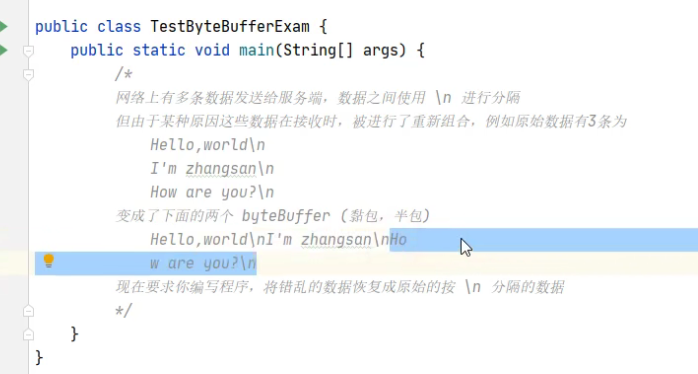 public class TestByteBufferExam {
public static void main(String[] args) {
/*
网络上有多条数据发送给服务端，数据之间使用 \n 进行分隔
但由于某种原因这些数据在接收时，被进行了重新组合，例如原始数据有3条为
Hello,world\n
I'm zhangsan\n
How are you?\n
变成了下面的两个 byteBuffer (黏包，半包)
Hello,world\nI'm zhangsan\nHo
w are you?\n
现在要求你编写程序，将错乱的数据恢复成原始的按 \n 分隔的数据
*/
}
}